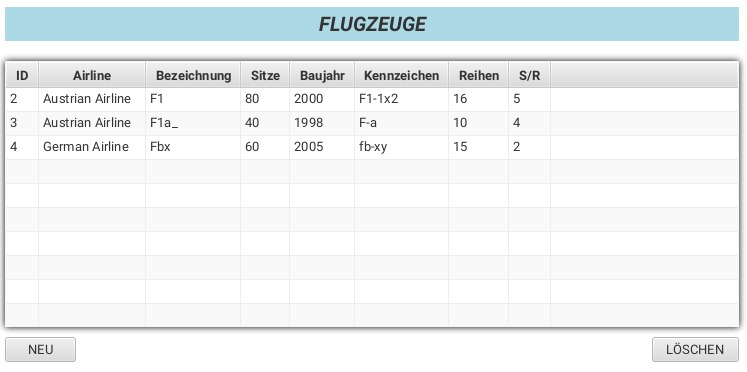 FLUGZEUGE
ID Airline Bezeichnung Sitze Baujahr Kennzeichen Reihen S/R
2 Austrian Airline F1 80 2000 F1-1x2 16 5
3 Austrian Airline F1a_ 40 1998 F-a 10 4
4 German Airline Fbx 60 2005 fb-xy 15 2
NEU LÖSCHEN